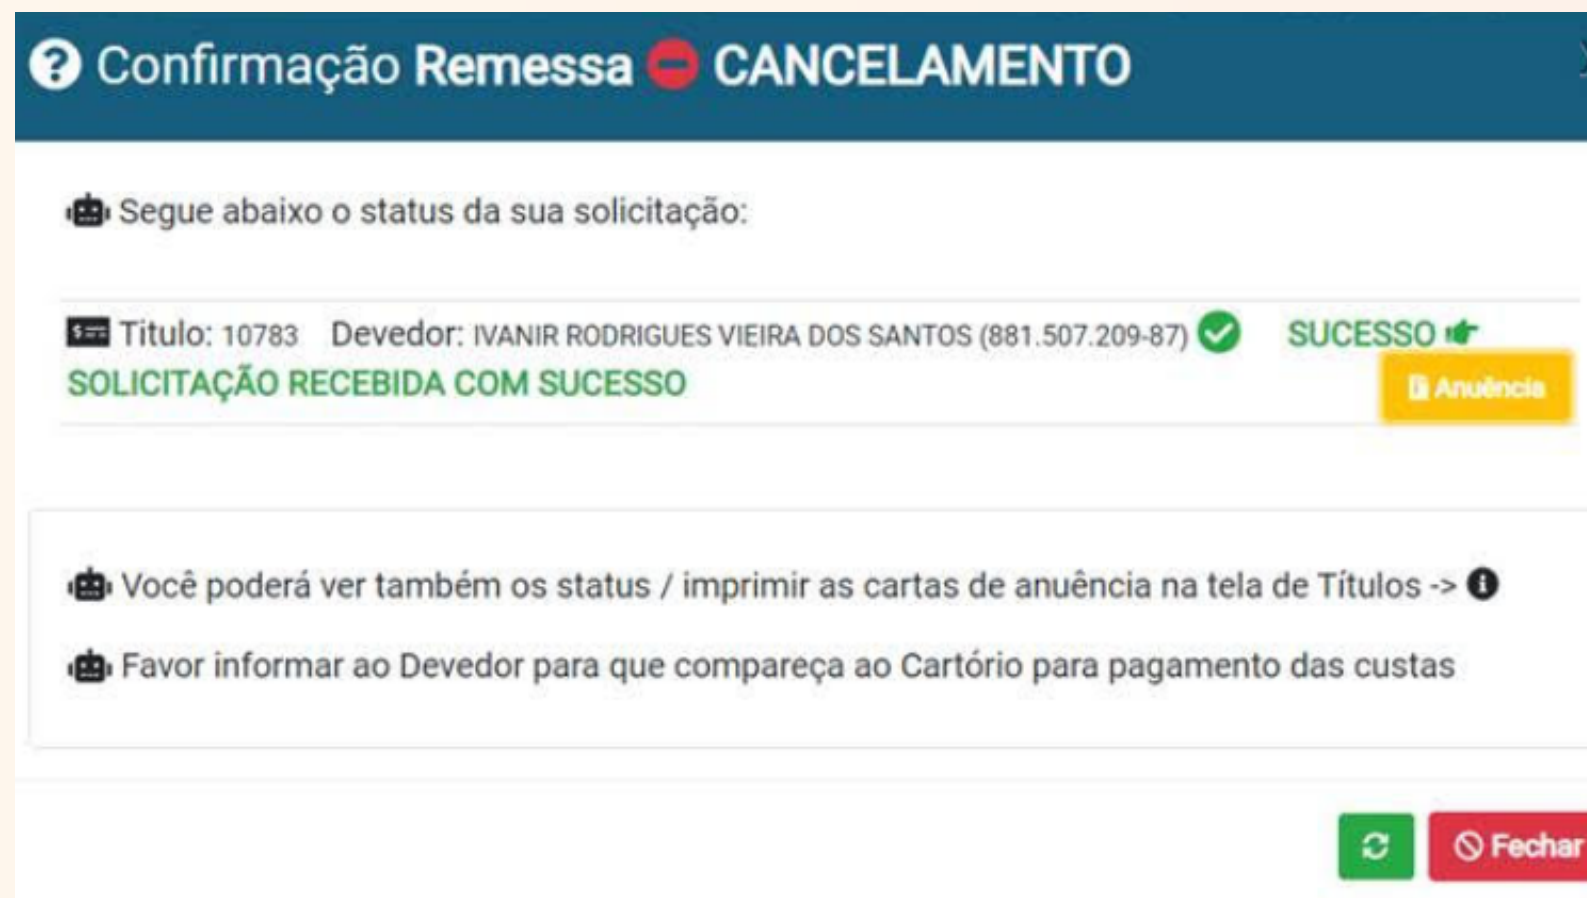 Confirmação Remessa CANCELAMENTO
Segue abaixo o status da sua solicitação:
Titulo: 10783 Devedor: IVANIR RODRIGUES VIEIRA DOS SANTOS (881.507.209-87) SUCESSO
SOLICITAÇÃO RECEBIDA COM SUCESSO
Anuência
Você poderá ver também os status / imprimir as cartas de anuência na tela de Títulos ->
Favor informar ao Devedor para que compareça ao Cartório para pagamento das custas
Fechar